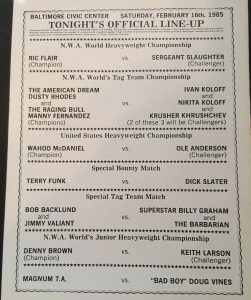 BALTIMORE CIVIC CENTER SATURDAY, FEBRUARY 16th, 1985
TONIGHT'S OFFICIAL LINE-UP
N.W.A. World Heavyweight Championship
RIC FLAIR vs. SERGEANT SLAUGHTER
(Champion) (Challenger)
N.W.A. World's Tag Team Championship
THE AMERICAN DREAM IVAN KOLOFF
DUSTY RHODES and
and vs. NIKITA KOLOFF
THE RAGING BULL and
MANNY FERNANDEZ KRUSHER KHRUSHCHEV
(Champions) (2 of these 3 will be Challengers)
United States Heavyweight Championship
WAHOO McDANIEL vs. OLE ANDERSON
(Champion) (Challenger)
Special Bounty Match
TERRY FUNK vs. DICK SLATER
Special Tag Team Match
BOB BACKLUND SUPERSTAR BILLY GRAHAM
and vs. and
JIMMY VALIANT THE BARBARIAN
N.W.A. World's Junior Heavyweight Championship
DENNY BROWN vs. KEITH LARSON
(Champion) (Challenger)
MAGNUM T.A. vs. "BAD BOY" DOUG VINES